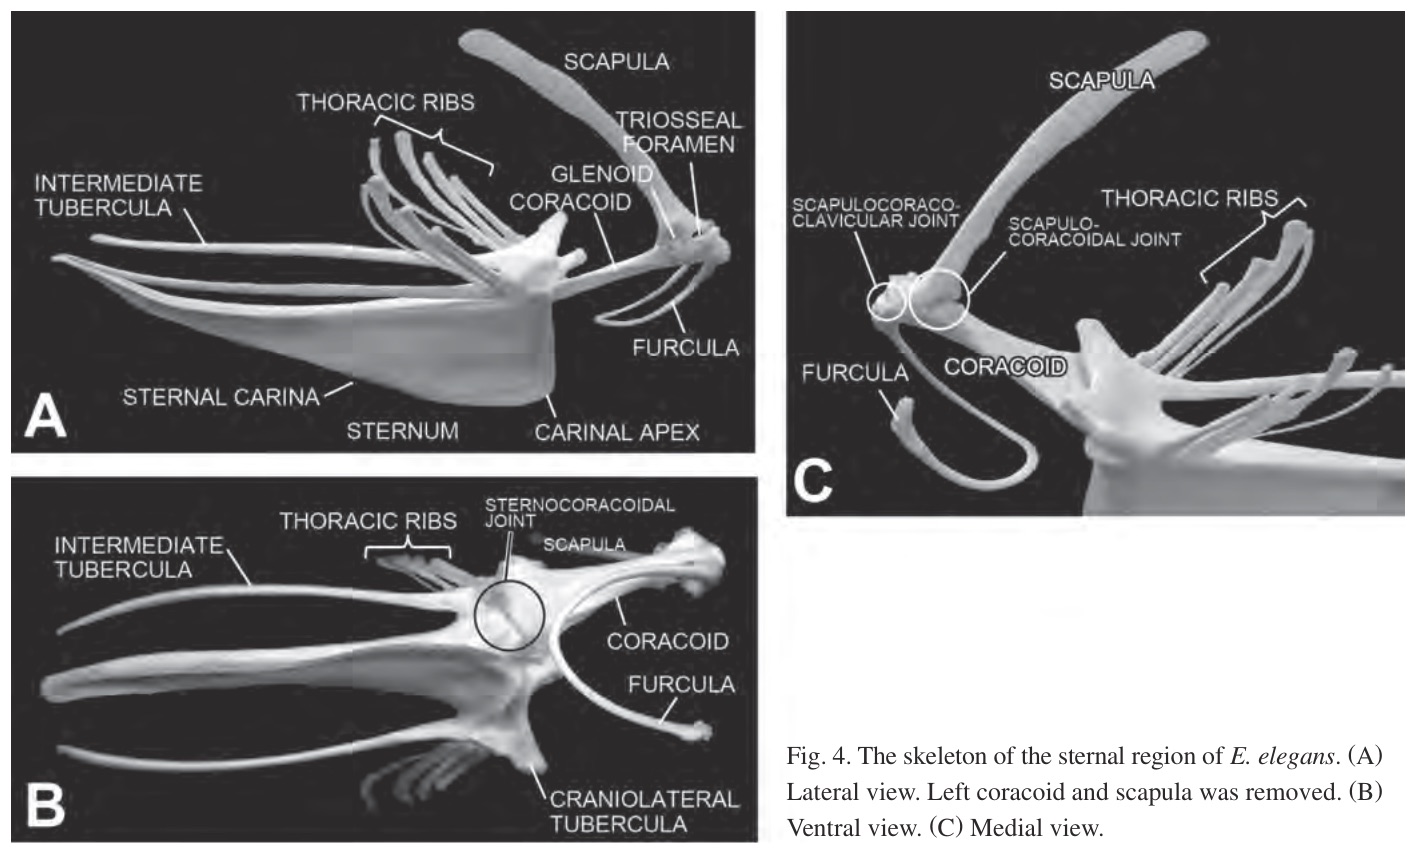 SCAPULA
THORACIC RIBS
TRIOSSEAL
FORAMEN
GLENOID
CORACOID
INTERMEDIATE
TUBERCULA
FURCULA
STERNAL CARINA
STERNUM
CARINAL APEX
A
STERNOCORACOIDAL
JOINT
THORACIC RIBS
SCAPULA
INTERMEDIATE
TUBERCULA
CORACOID
FURCULA
CRANIOLATERAL
TUBERCULA
B
SCAPULA
SCAPULOCORACO-
CLAVICULAR JOINT
THORACIC RIBS
SCAPULO-
CORACOIDAL JOINT
CORACOID
FURCULA
C
Fig. 4. The skeleton of the sternal region of E. elegans. (A)
Lateral view. Left coracoid and scapula was removed. (B)
Ventral view. (C) Medial view.